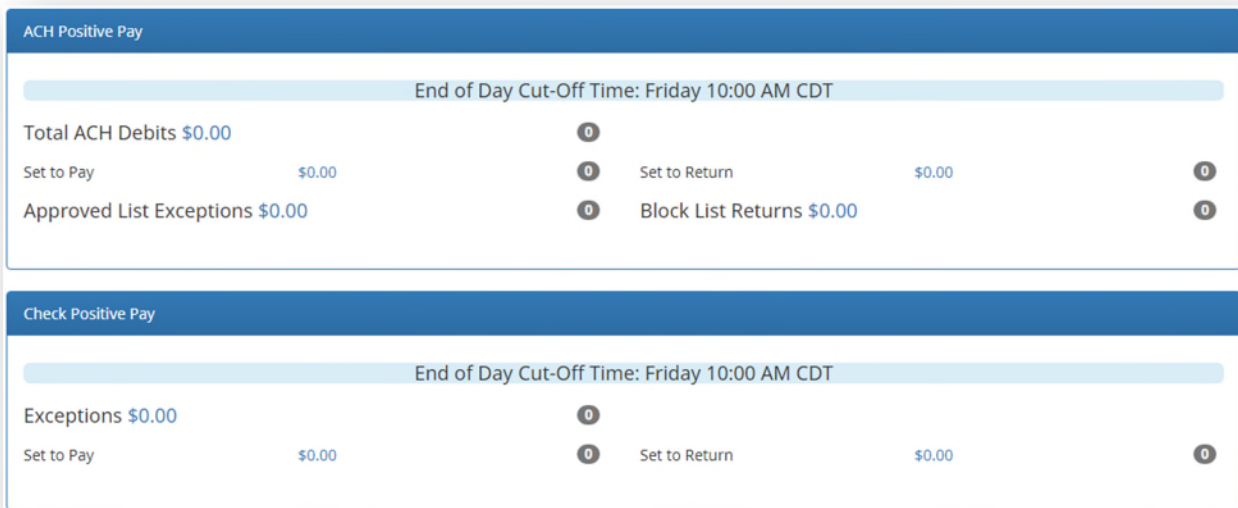 ACH Positive Pay
End of Day Cut-Off Time: Friday 10:00 AM CDT
Total ACH Debits $0.00 0
Set to Pay $0.00 0 Set to Return $0.00 0
Approved List Exceptions $0.00 0 Block List Returns $0.00 0
Check Positive Pay
End of Day Cut-Off Time: Friday 10:00 AM CDT
Exceptions $0.00 0
Set to Pay $0.00 0 Set to Return $0.00 0